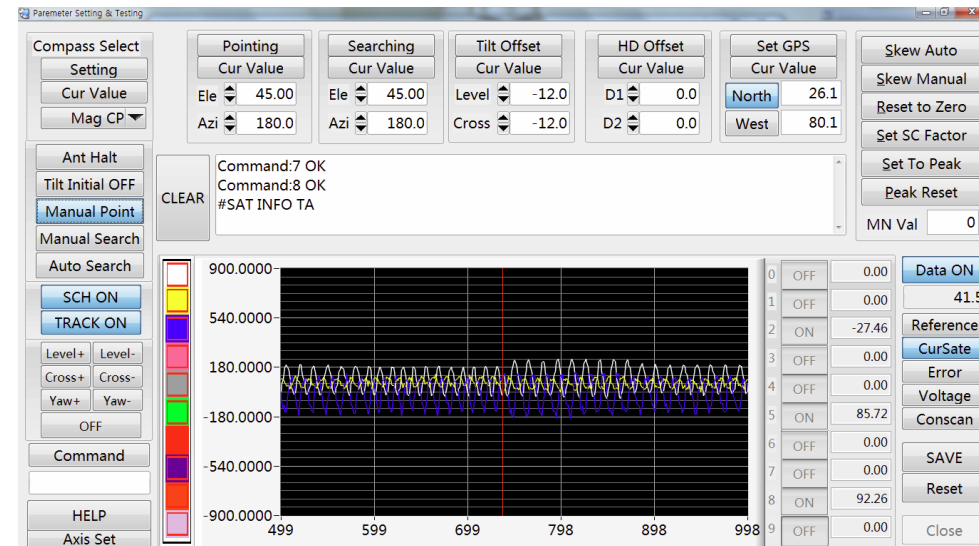 Paremeter Setting & Testing
Compass Select
Setting
Cur Value
Mag CP
Pointing
Cur Value
Ele 45.00
Azi 180.0
Searching
Cur Value
Ele 45.00
Azi 180.0
Tilt Offset
Cur Value
Level -12.0
Cross -12.0
HD Offset
Cur Value
D1 0.0
D2 0.0
Set GPS
Cur Value
North 26.1
West 80.1
Skew Auto
Skew Manual
Reset to Zero
Set SC Factor
Set To Peak
Peak Reset
MN Val 0
Ant Halt
Tilt Initial OFF
Manual Point
Manual Search
Auto Search
SCH ON
TRACK ON
Level+ Level-
Cross+ Cross-
Yaw+ Yaw-
OFF
Command
HELP
Axis Set
CLEAR
Command:7 OK
Command:8 OK
#SAT INFO TA
900.0000
540.0000
180.0000
-180.0000
-540.0000
-900.0000
499 599 699 798 898 998
0 OFF 0.00
1 OFF 0.00
2 ON -27.46
3 OFF 0.00
4 OFF 0.00
5 ON 85.72
6 OFF 0.00
7 OFF 0.00
8 ON 92.26
9 OFF 0.00
Data ON
41.5
Reference
CurSate
Error
Voltage
Conscan
SAVE
Reset
Close